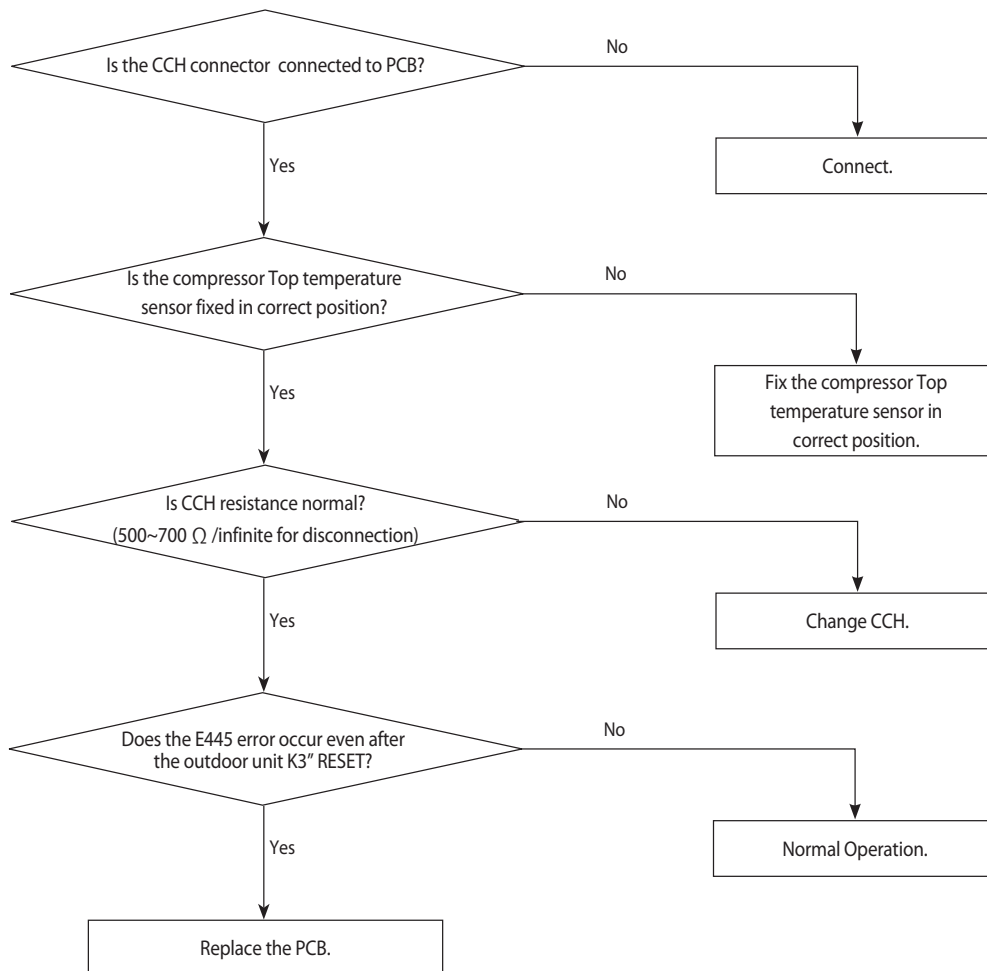 Is the CCH connector connected to PCB?
No
Connect.
Yes
Is the compressor Top temperature
sensor fixed in correct position?
No
Fix the compressor Top
temperature sensor in
correct position.
Yes
Is CCH resistance normal?
(500~700 Ω /infinite for disconnection)
No
Change CCH.
Yes
Does the E445 error occur even after
the outdoor unit K3” RESET?
No
Normal Operation.
Yes
Replace the PCB.